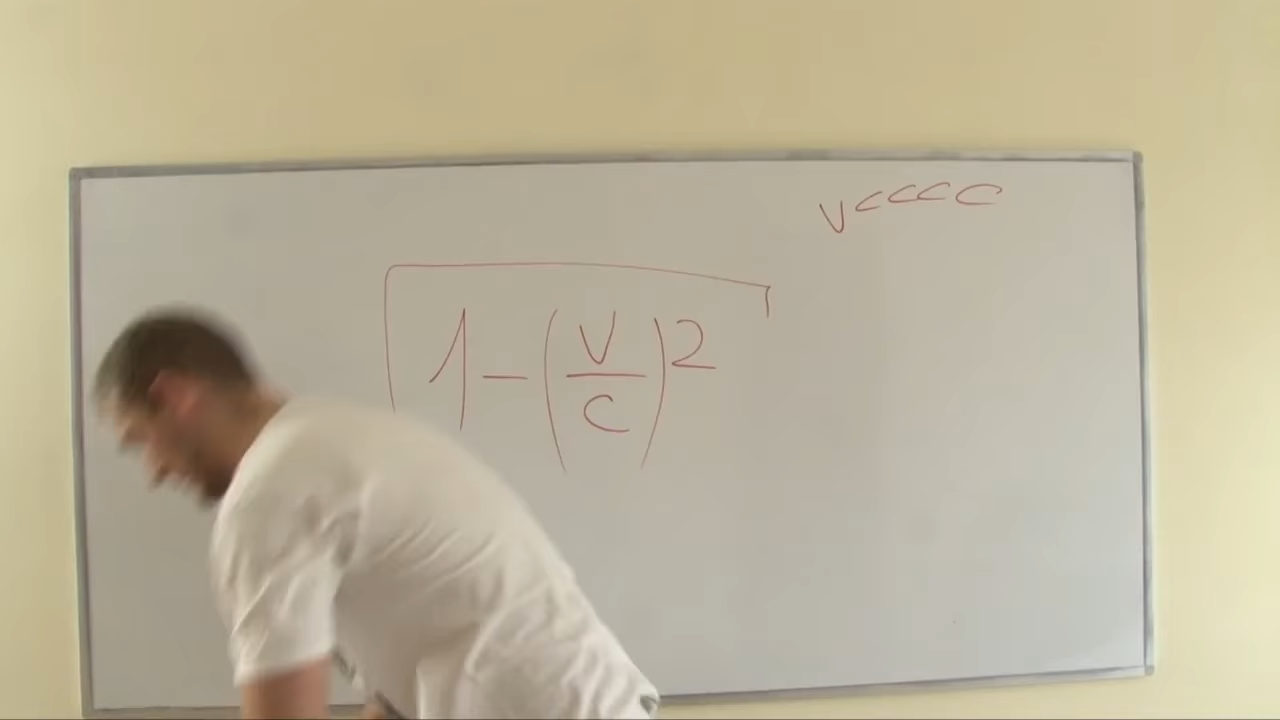 v <<< c
√(1 - (v/c)²)